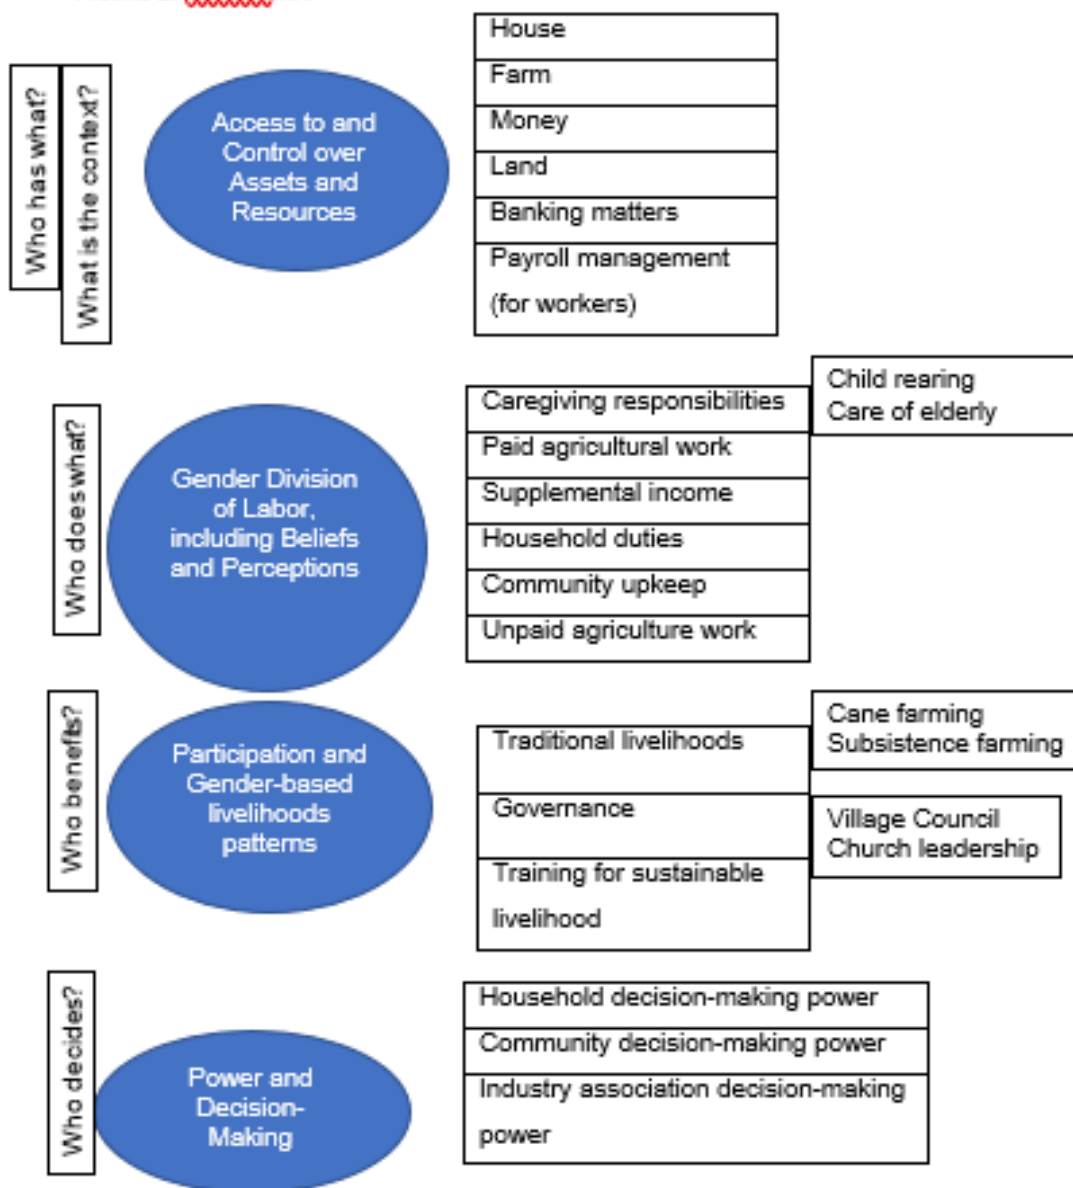 Who has what?
What is the context?
Access to and
Control over
Assets and
Resources
House
Farm
Money
Land
Banking matters
Payroll management
(for workers)
Who does what?
Gender Division
of Labor,
including Beliefs
and Perceptions
Caregiving responsibilities
Paid agricultural work
Supplemental income
Household duties
Community upkeep
Unpaid agriculture work
Child rearing
Care of elderly
Who benefits?
Participation and
Gender-based
livelihoods
patterns
Traditional livelihoods
Governance
Training for sustainable
livelihood
Cane farming
Subsistence farming
Village Council
Church leadership
Who decides?
Power and
Decision-
Making
Household decision-making power
Community decision-making power
Industry association decision-making
power